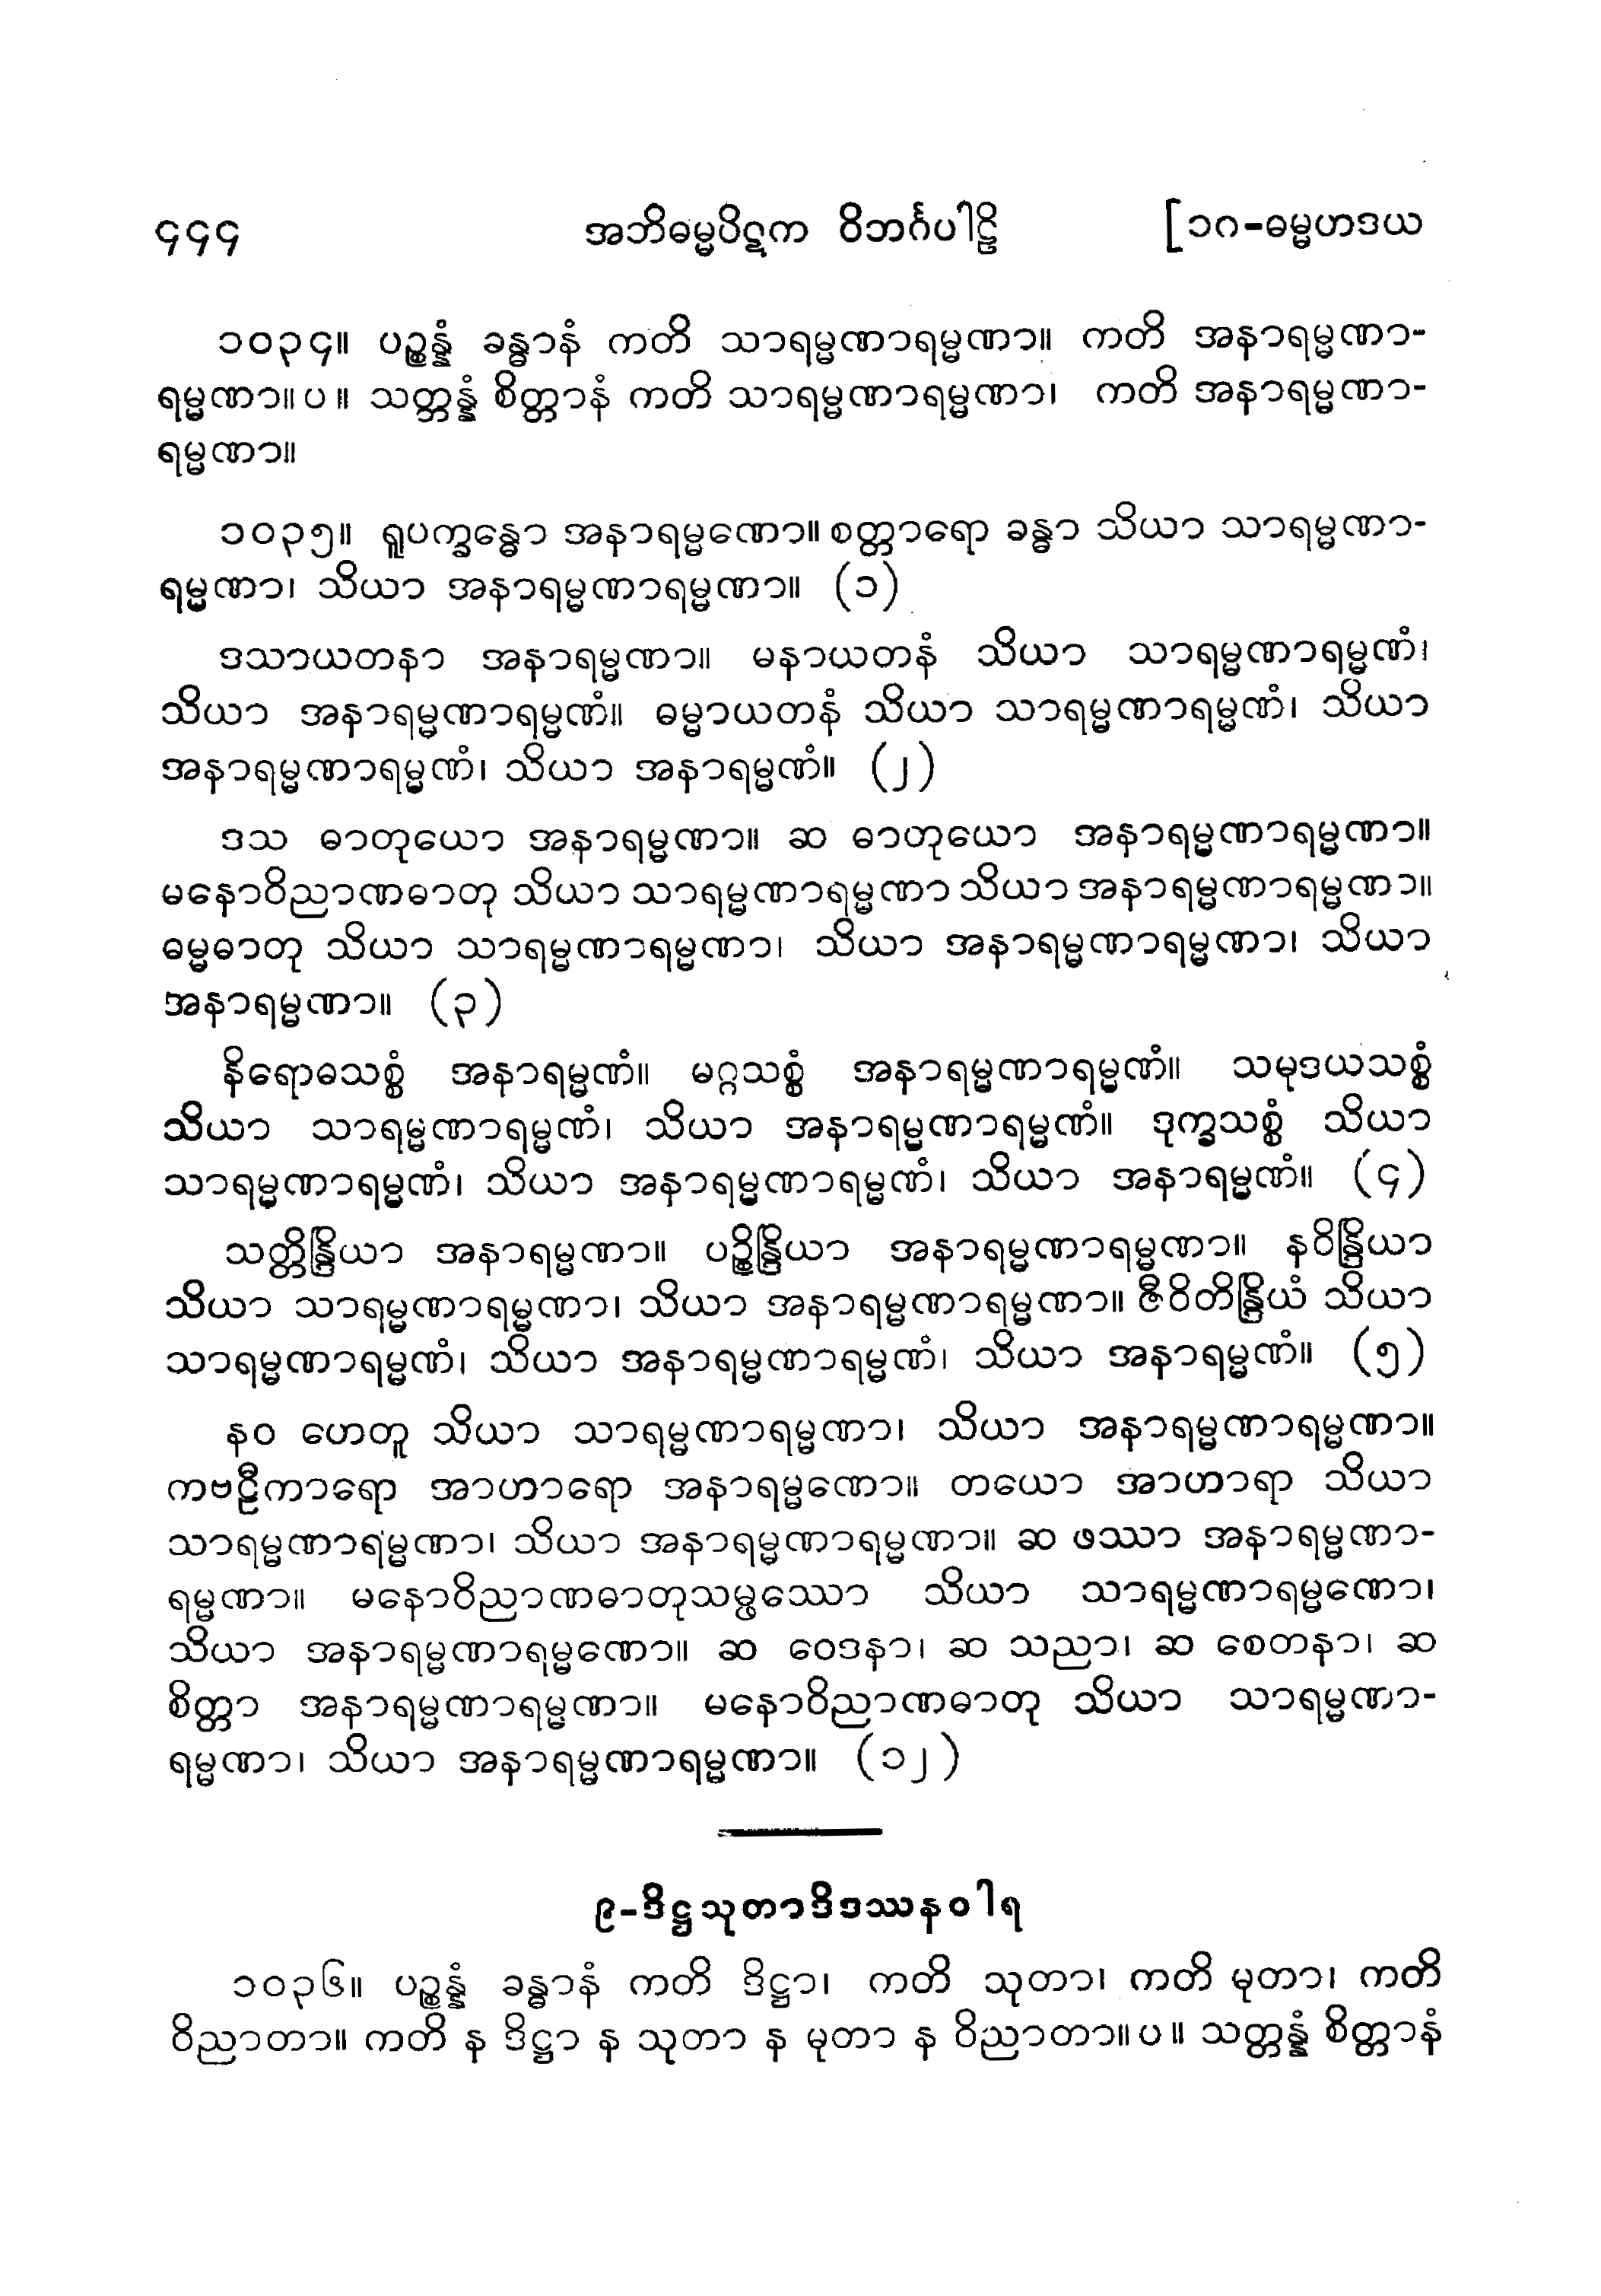 ၄၄၄ အဘိဓမ္မပိဋက ဝိဘင်္ဂပါဠိ [၁ဂ-ဓမ္မဟဒယ
၁၀၃၄။ ပဉ္စန္နံ ခန္ဓာနံ ကတိ သာရမ္မဏာရမ္မဏာ။ ကတိ အနာရမ္မဏာ-
ရမ္မဏာ။ပ။ သတ္တန္နံ စိတ္တာနံ ကတိ သာရမ္မဏာရမ္မဏာ၊ ကတိ အနာရမ္မဏာ-
ရမ္မဏာ။
၁၀၃၅။ ရူပက္ခန္ဓော အနာရမ္မဏော။ စတ္တာရော ခန္ဓာ သိယာ သာရမ္မဏာ-
ရမ္မဏာ၊ သိယာ အနာရမ္မဏာရမ္မဏာ။ (၁)
ဒသာယတနာ အနာရမ္မဏာ။ မနာယတနံ သိယာ သာရမ္မဏာရမ္မဏံ၊
သိယာ အနာရမ္မဏာရမ္မဏံ။ ဓမ္မာယတနံ သိယာ သာရမ္မဏာရမ္မဏံ၊ သိယာ
အနာရမ္မဏာရမ္မဏံ၊ သိယာ အနာရမ္မဏံ။ (၂)
ဒသ ဓာတုယော အနာရမ္မဏာ။ ဆ ဓာတုယော အနာရမ္မဏာရမ္မဏာ။
မနောဝိညာဏဓာတု သိယာ သာရမ္မဏာရမ္မဏာ သိယာ အနာရမ္မဏာရမ္မဏာ။
ဓမ္မဓာတု သိယာ သာရမ္မဏာရမ္မဏာ၊ သိယာ အနာရမ္မဏာရမ္မဏာ၊ သိယာ
အနာရမ္မဏာ။ (၃)
နိရောဓသစ္စံ အနာရမ္မဏံ။ မဂ္ဂသစ္စံ အနာရမ္မဏာရမ္မဏံ။ သမုဒယသစ္စံ
သိယာ သာရမ္မဏာရမ္မဏံ၊ သိယာ အနာရမ္မဏာရမ္မဏံ။ ဒုက္ခသစ္စံ သိယာ
သာရမ္မဏာရမ္မဏံ၊ သိယာ အနာရမ္မဏာရမ္မဏံ၊ သိယာ အနာရမ္မဏံ။ (၄)
သတ္တိန္ဒြိယာ အနာရမ္မဏာ။ ပဉ္စိန္ဒြိယာ အနာရမ္မဏာရမ္မဏာ။ နဝိန္ဒြိယာ
သိယာ သာရမ္မဏာရမ္မဏာ၊ သိယာ အနာရမ္မဏာရမ္မဏာ။ ဇီဝိတိန္ဒြိယံ သိယာ
သာရမ္မဏာရမ္မဏံ၊ သိယာ အနာရမ္မဏာရမ္မဏံ၊ သိယာ အနာရမ္မဏံ။ (၅)
နဝ ဟေတူ သိယာ သာရမ္မဏာရမ္မဏာ၊ သိယာ အနာရမ္မဏာရမ္မဏာ။
ကဗဠီကာရော အာဟာရော အနာရမ္မဏော။ တယော အာဟာရာ သိယာ
သာရမ္မဏာရမ္မဏာ၊ သိယာ အနာရမ္မဏာရမ္မဏာ။ ဆ ဖဿာ အနာရမ္မဏာ-
ရမ္မဏာ။ မနောဝိညာဏဓာတုသမ္ဖဿော သိယာ သာရမ္မဏာရမ္မဏော၊
သိယာ အနာရမ္မဏာရမ္မဏော။ ဆ ဝေဒနာ၊ ဆ သညာ၊ ဆ စေတနာ၊ ဆ
စိတ္တာ အနာရမ္မဏာရမ္မဏာ။ မနောဝိညာဏဓာတု သိယာ သာရမ္မဏာ-
ရမ္မဏာ၊ သိယာ အနာရမ္မဏာရမ္မဏာ။ (၁၂)
၉-ဒိဋ္ဌသုတာဒိဒဿနဝါရ
၁၀၃၆။ ပဉ္စန္နံ ခန္ဓာနံ ကတိ ဒိဋ္ဌာ၊ ကတိ သုတာ၊ ကတိ မုတာ၊ ကတိ
ဝိညာတာ။ ကတိ န ဒိဋ္ဌာ န သုတာ န မုတာ န ဝိညာတာ။ပ။ သတ္တန္နံ စိတ္တာနံ